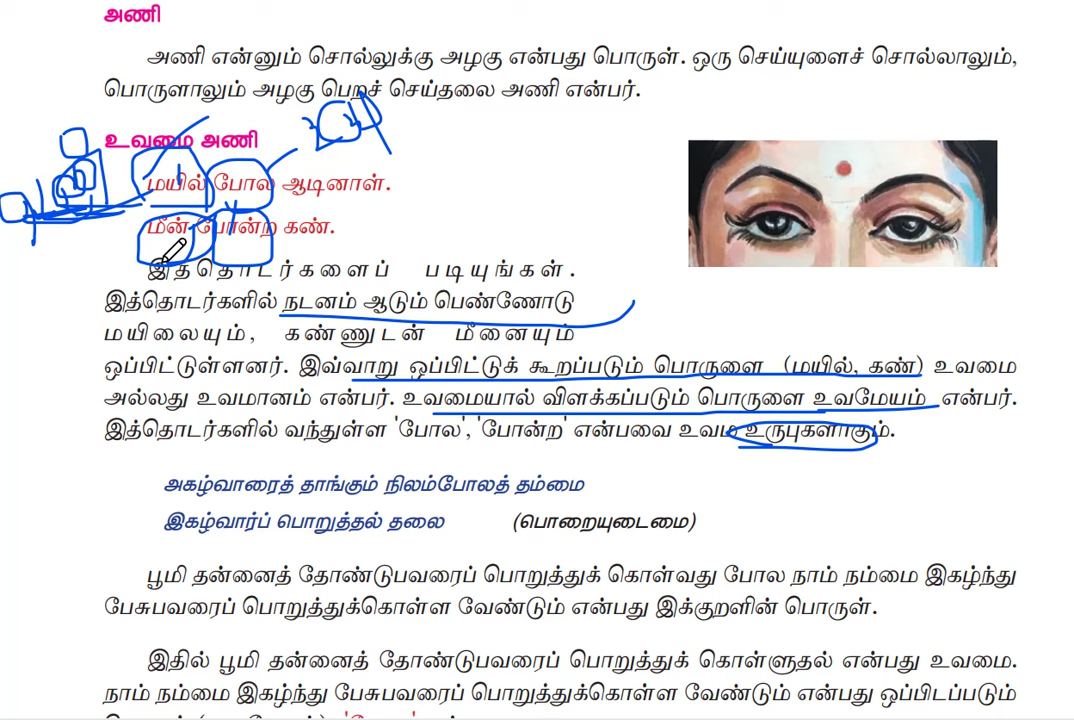 அணி
அணி என்னும் சொல்லுக்கு அழகு என்பது பொருள். ஒரு செய்யுளைச் சொல்லாலும்,
பொருளாலும் அழகு பெறச் செய்தலை அணி என்பர்.
உவமை அணி
மயில் போல ஆடினாள்.
மீன் போன்ற கண்.
இத்தொடர்களைப் படியுங்கள்.
இத்தொடர்களில் நடனம் ஆடும் பெண்ணோடு
மயிலையும், கண்ணுடன் மீனையும்
ஒப்பிட்டுள்ளனர். இவ்வாறு ஒப்பிட்டுக் கூறப்படும் பொருளை (மயில், கண்) உவமை
அல்லது உவமானம் என்பர். உவமையால் விளக்கப்படும் பொருளை உவமேயம் என்பர்.
இத்தொடர்களில் வந்துள்ள 'போல', 'போன்ற' என்பவை உவம உருபுகளாகும்.
அகழ்வாரைத் தாங்கும் நிலம்போலத் தம்மை
இகழ்வார்ப் பொறுத்தல் தலை (பொறையுடைமை)
பூமி தன்னைத் தோண்டுபவரைப் பொறுத்துக் கொள்வது போல நாம் நம்மை இகழ்ந்து
பேசுபவரைப் பொறுத்துக்கொள்ள வேண்டும் என்பது இக்குறளின் பொருள்.
இதில் பூமி தன்னைத் தோண்டுபவரைப் பொறுத்துக் கொள்ளுதல் என்பது உவமை.
நாம் நம்மை இகழ்ந்து பேசுபவரைப் பொறுத்துக்கொள்ள வேண்டும் என்பது ஒப்பிடப்படும்